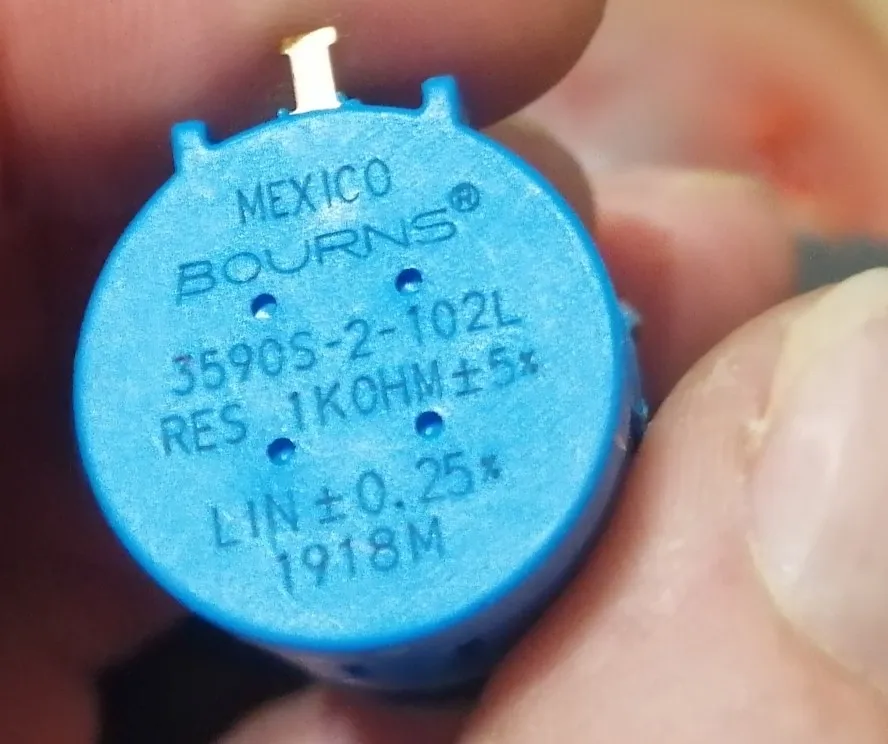 MEXICO
BOURNS®
3590S-2-102L
RES 1KOHM±5%
LIN±0.25%
1918M